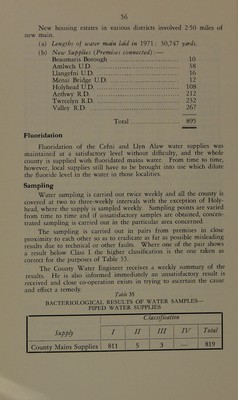 56
New housing estates in various districts involved 2·50 miles of
new main.
(a) Lengths of water main laid in 1971: 30,747 yards.
(b) New Supplies (Premises connected):—
Beaumaris Borough 10
Amlwch U.D. 38
Llangefni U.D. 16
Menai Bridge U.D. 12
Holyhead U.D. 108
Aethwy R.D. 212
Twrcelyn R.D. 232
Valley R.D. 267
Total 895
Fluoridation
Fluoridation of the Cefni and Llyn Alaw water supplies was
maintained at a satisfactory level without difficulty, and the whole
county is supplied with fluoridated mains water. From time to time,
however, local supplies still have to be brought into use which dilute
the fluoride level in the water in those localities.
Sampling
Water sampling is carried out twice weekly and all the county is
covered at two to three-weekly intervals with the exception of Holy-
head, where the supply is sampled weekly. Sampling points are varied
from time to time and if unsatisfactory samples are obtained, concen-
trated sampling is carried out in the particular area concerned.
The sampling is carried out in pairs from premises in close
proximity to each other so as to eradicate as far as possible misleading
results due to technical or other faults. Where one of the pair shows
a result below Class I the higher classification is the one taken as
correct for the purposes of Table 35.
The County Water Engineer receives a weekly summary of the
results. He is also informed immediately an unsatisfactory result is
received and close co-operation exists in trying to ascertain the cause
and effect a remedy.
Table 35
BACTERIOLOGICAL RESULTS OF WATER SAMPLES—
PIPED WATER SUPPLIES
Classification
Supply I II III IV Total
County Mains Supplies 811 5 3 — 819